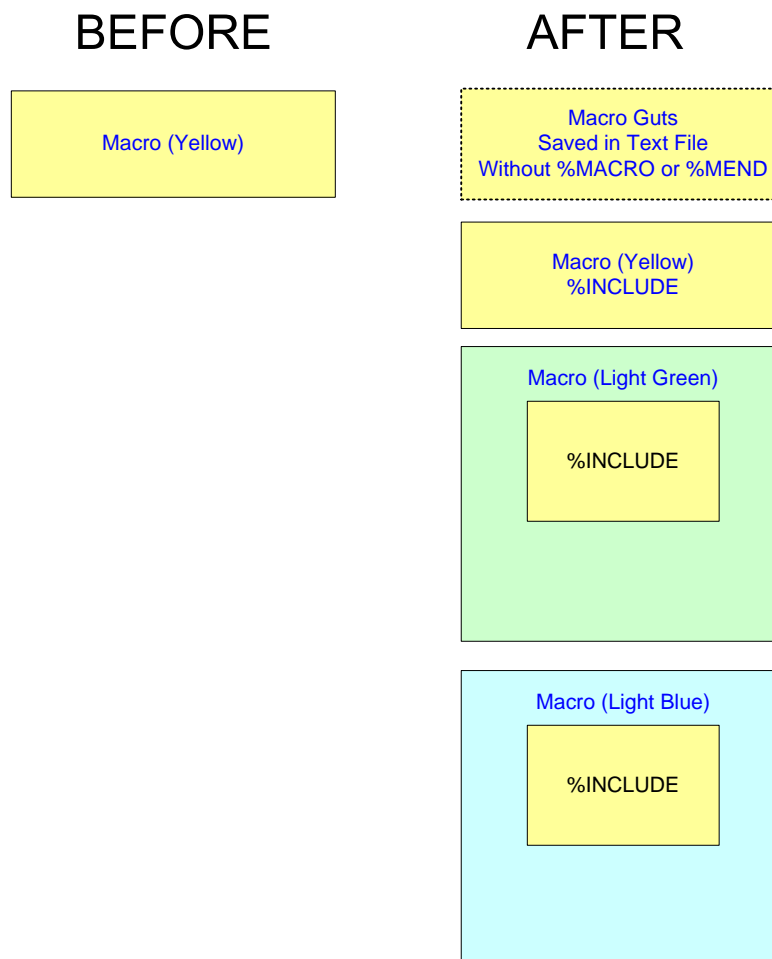 BEFORE
AFTER
Macro (Yellow)
Macro Guts
Saved in Text File
Without %MACRO or %MEND
Macro (Yellow)
%INCLUDE
Macro (Light Green)
%INCLUDE
Macro (Light Blue)
%INCLUDE